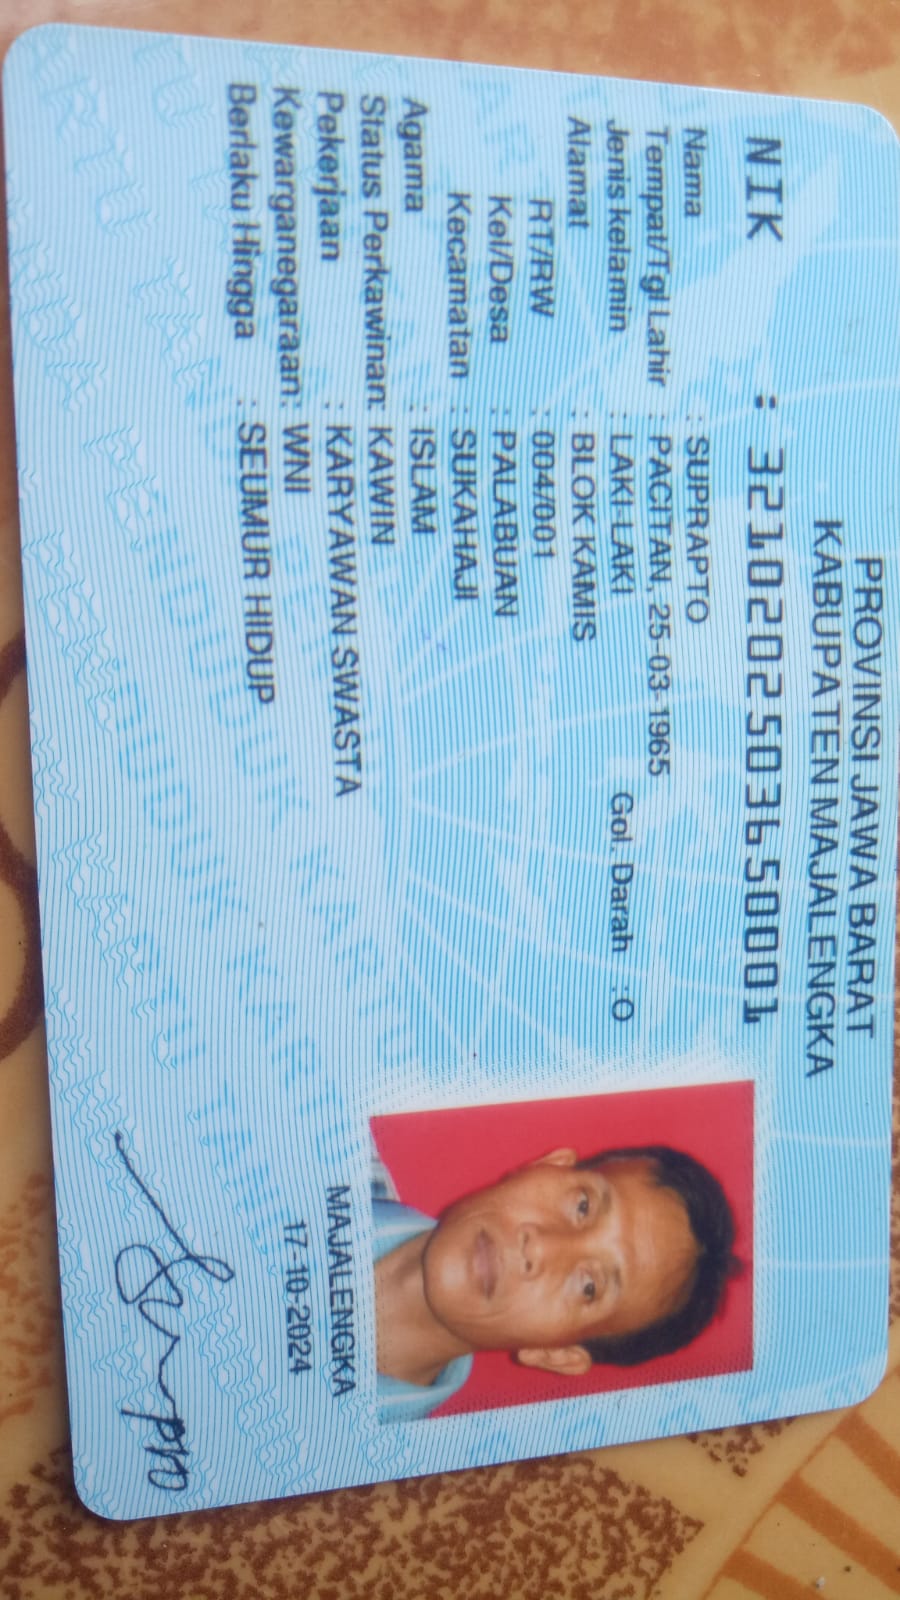 PROVINSI JAWA BARAT
KABUPATEN MAJALENGKA
NIK : 3210202503650001
Nama : SUPRAPTO
Tempat/Tgl Lahir : PACITAN, 25-03-1965
Jenis kelamin : LAKI-LAKI Gol. Darah :O
Alamat : BLOK KAMIS
RT/RW : 004/001
Kel/Desa : PALABUAN
Kecamatan : SUKAHAJI
Agama : ISLAM
Status Perkawinan: KAWIN
Pekerjaan : KARYAWAN SWASTA
Kewarganegaraan: WNI
Berlaku Hingga : SEUMUR HIDUP
MAJALENGKA
17-10-2024